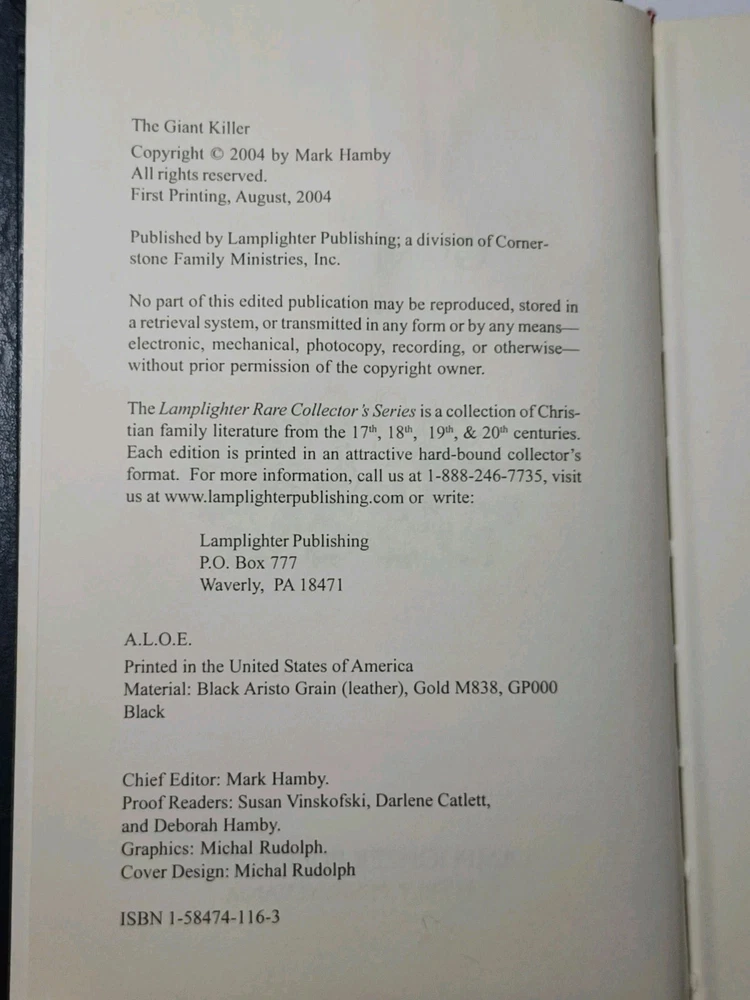 The Giant Killer
Copyright © 2004 by Mark Hamby
All rights reserved.
First Printing, August, 2004
Published by Lamplighter Publishing; a division of Corner-
stone Family Ministries, Inc.
No part of this edited publication may be reproduced, stored in
a retrieval system, or transmitted in any form or by any means—
electronic, mechanical, photocopy, recording, or otherwise—
without prior permission of the copyright owner.
The Lamplighter Rare Collector's Series is a collection of Chris-
tian family literature from the 17th, 18th, 19th, & 20th centuries.
Each edition is printed in an attractive hard-bound collector's
format. For more information, call us at 1-888-246-7735, visit
us at www.lamplighterpublishing.com or write:
Lamplighter Publishing
P.O. Box 777
Waverly, PA 18471
A.L.O.E.
Printed in the United States of America
Material: Black Aristo Grain (leather), Gold M838, GP000
Black
Chief Editor: Mark Hamby.
Proof Readers: Susan Vinskofski, Darlene Catlett,
and Deborah Hamby.
Graphics: Michal Rudolph.
Cover Design: Michal Rudolph
ISBN 1-58474-116-3